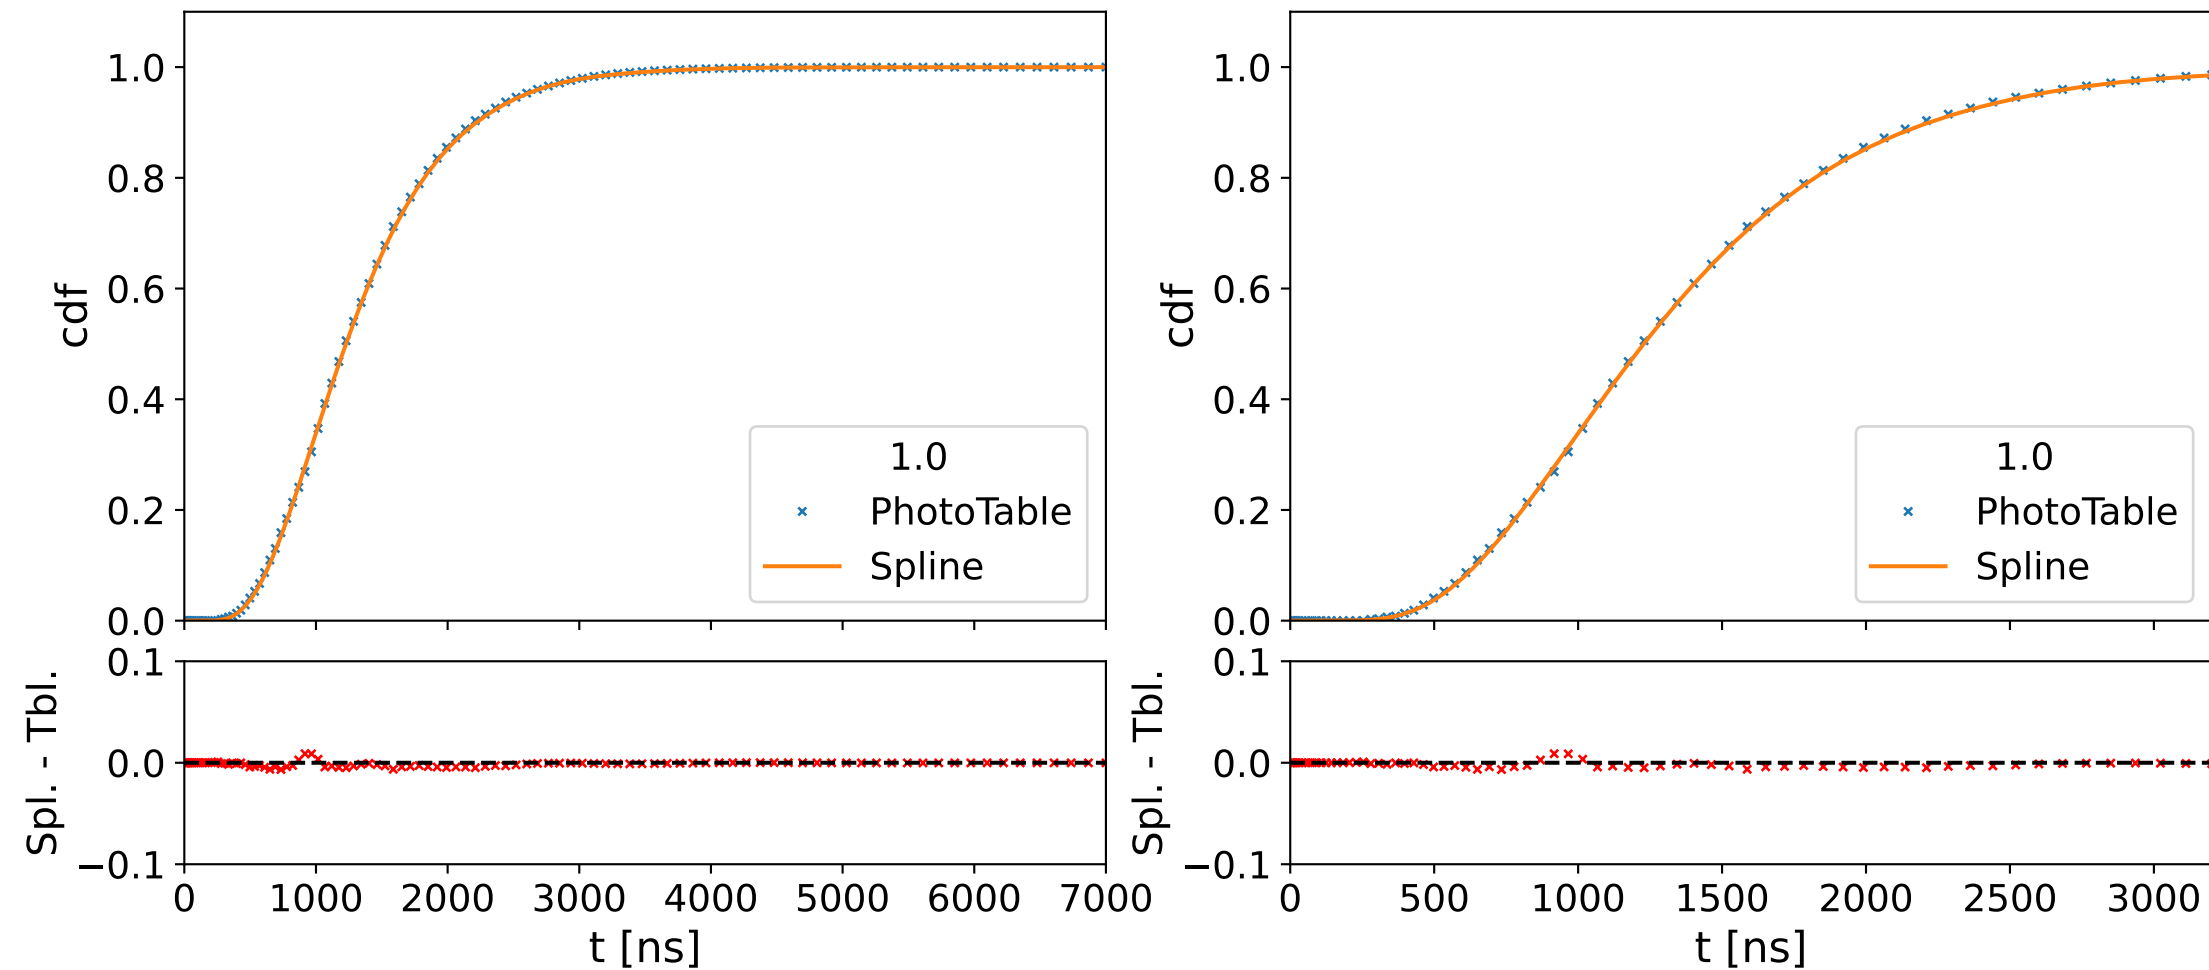 1.0
0.8
0.6
0.4
0.2
0.0
cdf
1.0
PhotoTable
Spline
0.1
0.0
−0.1
Spl. - Tbl.
0 1000 2000 3000 4000 5000 6000 7000
t [ns]
1.0
0.8
0.6
0.4
0.2
0.0
cdf
1.0
PhotoTable
Spline
0.1
0.0
−0.1
Spl. - Tbl.
0 500 1000 1500 2000 2500 3000
t [ns]